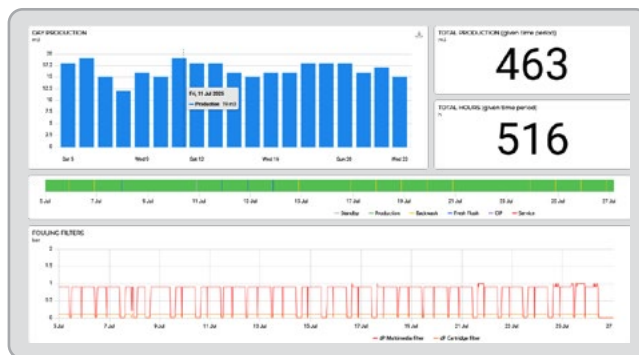 DAY PRODUCTION
m3
20
17.5
15
12.5
10
7.5
5
2.5
0
Fri, 11 Jul 2025
Production
Sat 5
Wed 9
Sat 12
Wed 16
Sun 20
Wed 23
TOTAL PRODUCTION (given time period)
m3
463
TOTAL HOURS (given time period)
h
516
5 Jul 7 Jul 9 Jul 11 Jul 13 Jul 15 Jul 17 Jul 19 Jul 21 Jul 23 Jul 25 Jul 27 Jul
Standby Production Backwash Fresh Flush CIP Service
FOULING FILTERS
bar
2
1.5
1
0.5
0
5 Jul 7 Jul 9 Jul 11 Jul 13 Jul 15 Jul 17 Jul 19 Jul 21 Jul 23 Jul 25 Jul 27
dP Multimedia filter dP Cartridge Filter